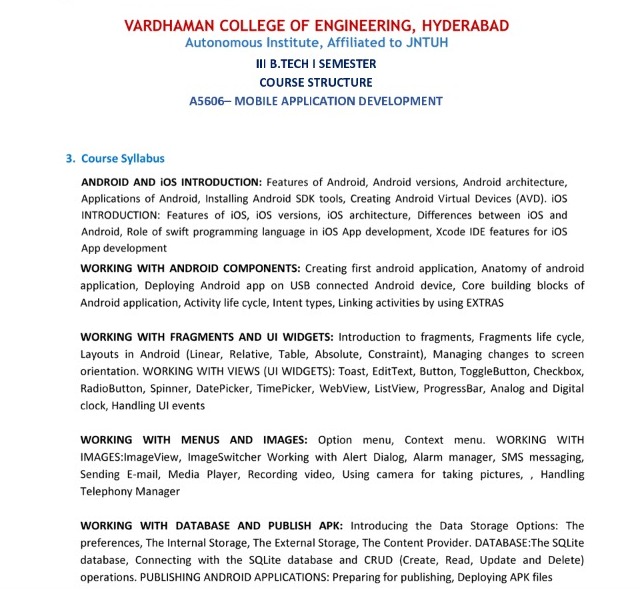 VARDHAMAN COLLEGE OF ENGINEERING, HYDERABAD
Autonomous Institute, Affiliated to JNTUH
III B.TECH I SEMESTER
COURSE STRUCTURE
A5606– MOBILE APPLICATION DEVELOPMENT
3. Course Syllabus
ANDROID AND iOS INTRODUCTION: Features of Android, Android versions, Android architecture,
Applications of Android, Installing Android SDK tools, Creating Android Virtual Devices (AVD). iOS
INTRODUCTION: Features of iOS, iOS versions, iOS architecture, Differences between iOS and
Android, Role of swift programming language in iOS App development, Xcode IDE features for iOS
App development
WORKING WITH ANDROID COMPONENTS: Creating first android application, Anatomy of android
application, Deploying Android app on USB connected Android device, Core building blocks of
Android application, Activity life cycle, Intent types, Linking activities by using EXTRAS
WORKING WITH FRAGMENTS AND UI WIDGETS: Introduction to fragments, Fragments life cycle,
Layouts in Android (Linear, Relative, Table, Absolute, Constraint), Managing changes to screen
orientation. WORKING WITH VIEWS (UI WIDGETS): Toast, EditText, Button, ToggleButton, Checkbox,
RadioButton, Spinner, DatePicker, TimePicker, WebView, ListView, ProgressBar, Analog and Digital
clock, Handling UI events
WORKING WITH MENUS AND IMAGES: Option menu, Context menu. WORKING WITH
IMAGES:ImageView, ImageSwitcher Working with Alert Dialog, Alarm manager, SMS messaging,
Sending E-mail, Media Player, Recording video, Using camera for taking pictures, , Handling
Telephony Manager
WORKING WITH DATABASE AND PUBLISH APK: Introducing the Data Storage Options: The
preferences, The Internal Storage, The External Storage, The Content Provider. DATABASE:The SQLite
database, Connecting with the SQLite database and CRUD (Create, Read, Update and Delete)
operations. PUBLISHING ANDROID APPLICATIONS: Preparing for publishing, Deploying APK files